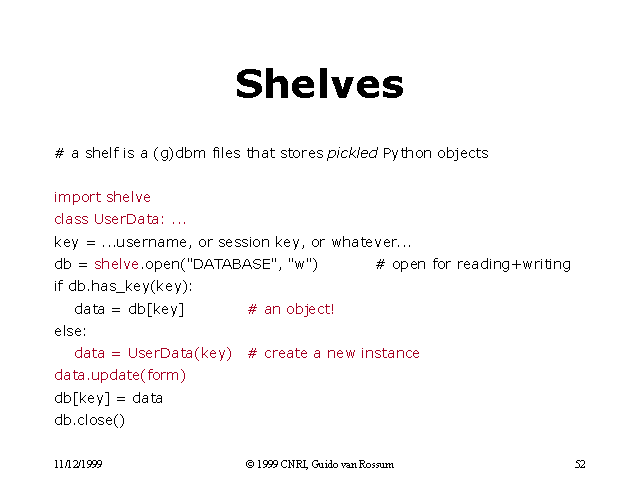 Shelves
# a shelf is a (g)dbm files that stores pickled Python objects
import shelve
class UserData: ...
key = ...username, or session key, or whatever...
db = shelve.open("DATABASE", "w") # open for reading+writing
if db.has_key(key):
data = db[key] # an object!
else:
data = UserData(key) # create a new instance
data.update(form)
db[key] = data
db.close()
11/12/1999 © 1999 CNRI, Guido van Rossum 52